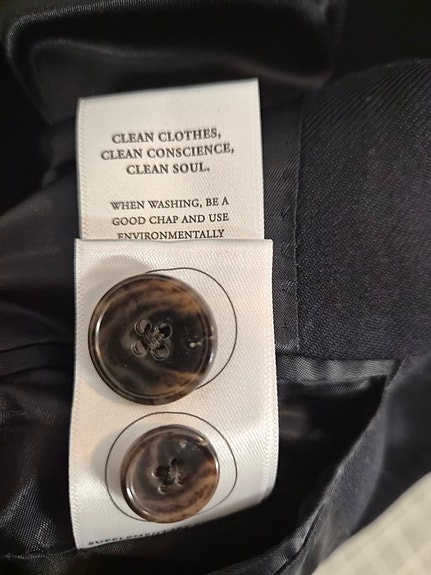 CLEAN CLOTHES,
CLEAN CONSCIENCE,
CLEAN SOUL.
WHEN WASHING, BE A
GOOD CHAP AND USE
ENVIRONMENTALLY